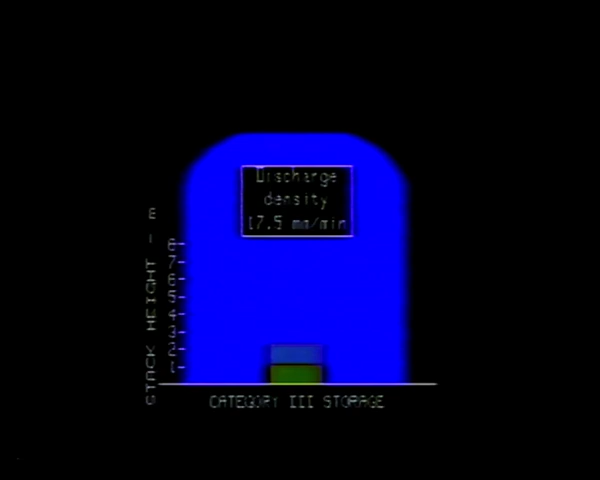 Discharge
density
17.5 mm/min
8
7
6
5
4
3
2
1
STACK HEIGHT
CATEGORY III STORAGE